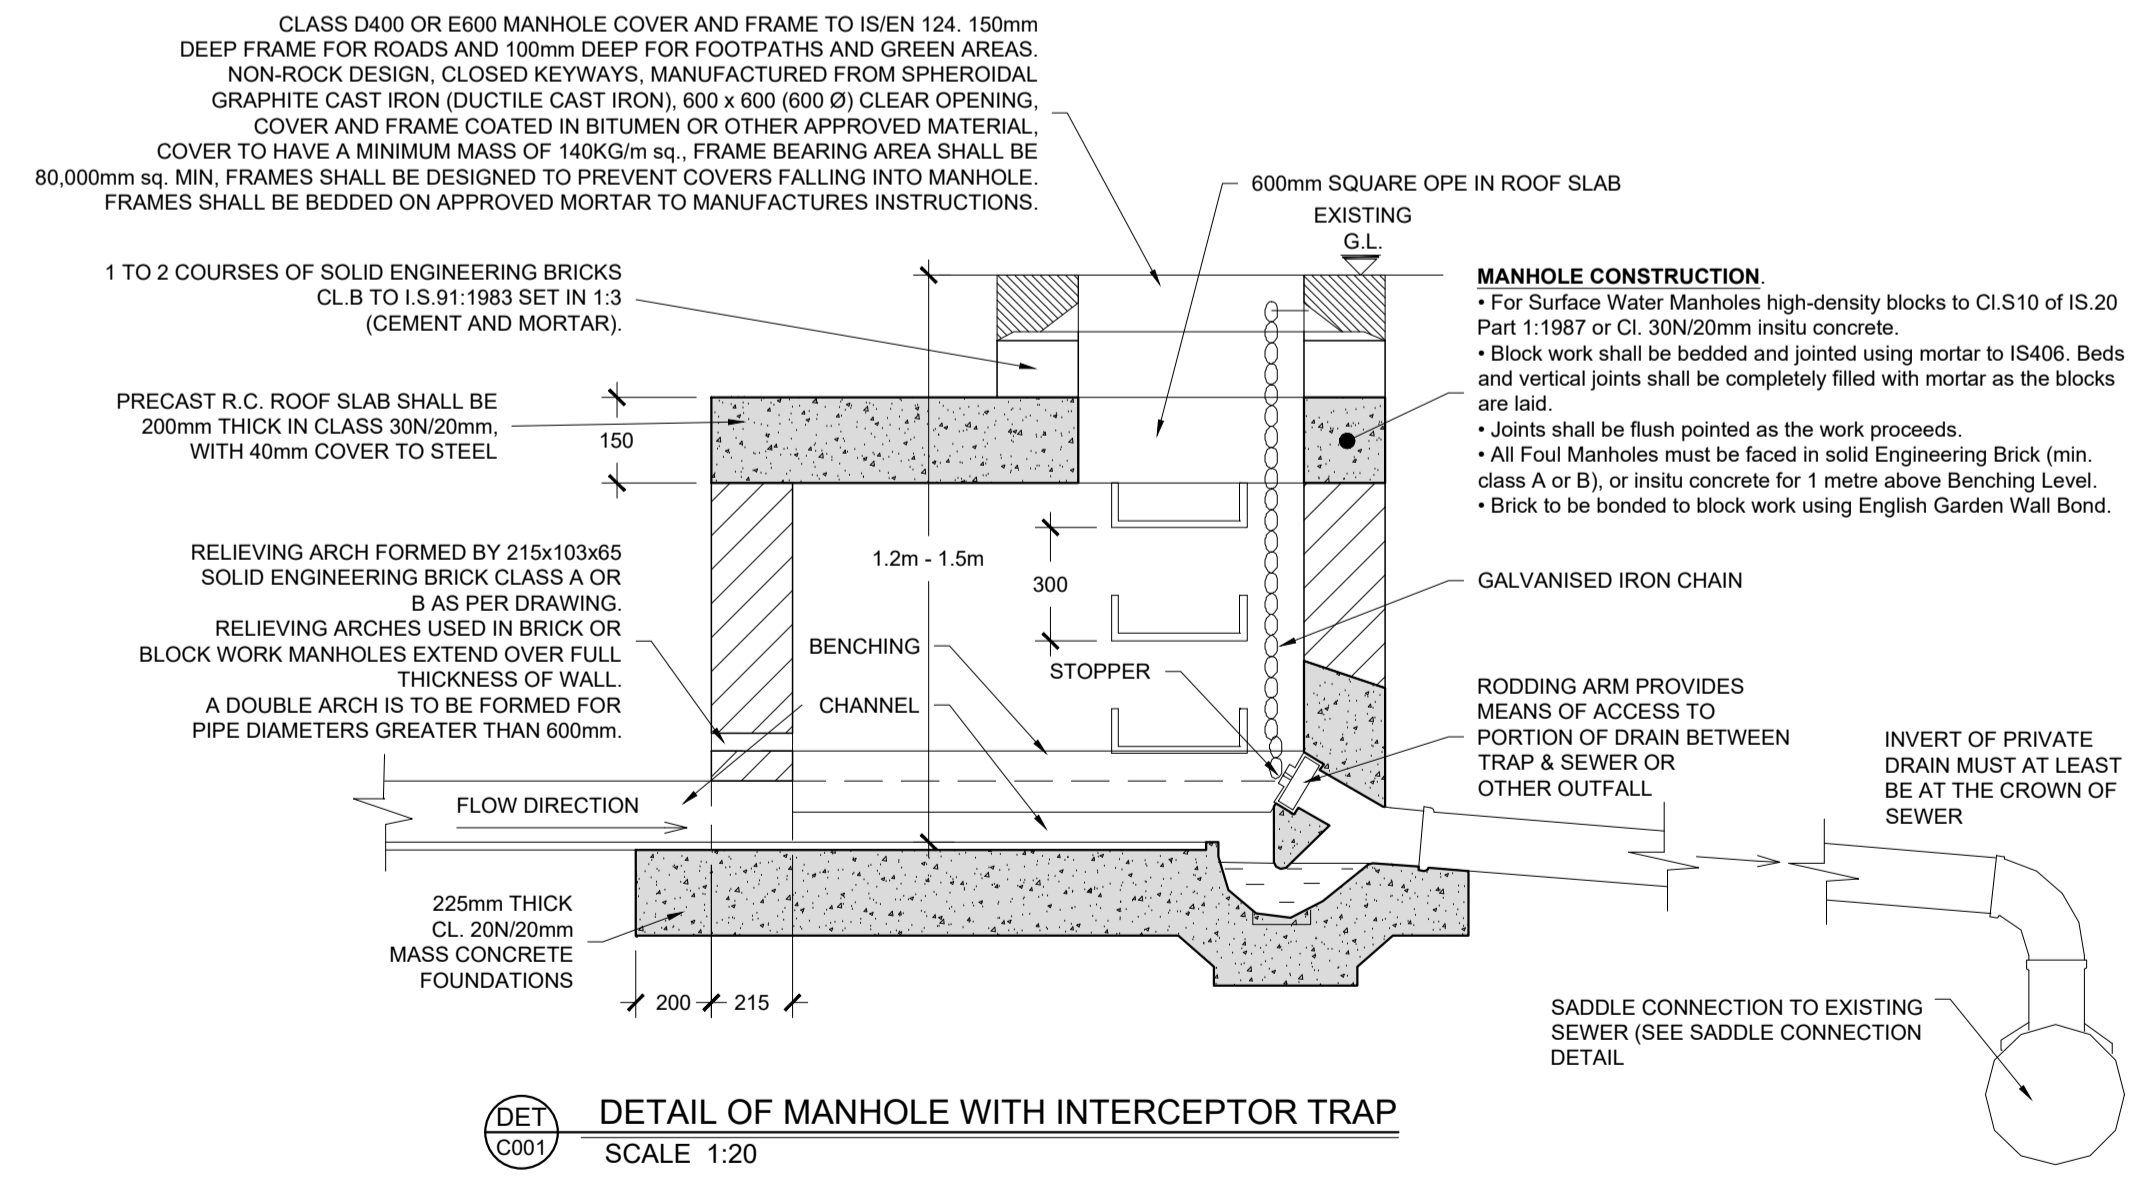 CLASS D400 OR E600 MANHOLE COVER AND FRAME TO IS/EN 124. 150mm
DEEP FRAME FOR ROADS AND 100mm DEEP FOR FOOTPATHS AND GREEN AREAS.
NON-ROCK DESIGN, CLOSED KEYWAYS, MANUFACTURED FROM SPHEROIDAL
GRAPHITE CAST IRON (DUCTILE CAST IRON), 600 x 600 (600 Ø) CLEAR OPENING,
COVER AND FRAME COATED IN BITUMEN OR OTHER APPROVED MATERIAL,
COVER TO HAVE A MINIMUM MASS OF 140KG/m sq., FRAME BEARING AREA SHALL BE
80,000mm sq. MIN, FRAMES SHALL BE DESIGNED TO PREVENT COVERS FALLING INTO MANHOLE.
FRAMES SHALL BE BEDDED ON APPROVED MORTAR TO MANUFACTURES INSTRUCTIONS.
600mm SQUARE OPE IN ROOF SLAB
EXISTING
G.L.
1 TO 2 COURSES OF SOLID ENGINEERING BRICKS
CL.B TO I.S.91:1983 SET IN 1:3
(CEMENT AND MORTAR).
MANHOLE CONSTRUCTION.
• For Surface Water Manholes high-density blocks to Cl.S10 of IS.20
Part 1:1987 or Cl. 30N/20mm insitu concrete.
• Block work shall be bedded and jointed using mortar to IS406. Beds
and vertical joints shall be completely filled with mortar as the blocks
are laid.
• Joints shall be flush pointed as the work proceeds.
• All Foul Manholes must be faced in solid Engineering Brick (min.
class A or B), or insitu concrete for 1 metre above Benching Level.
• Brick to be bonded to block work using English Garden Wall Bond.
PRECAST R.C. ROOF SLAB SHALL BE
200mm THICK IN CLASS 30N/20mm,
WITH 40mm COVER TO STEEL
150
RELIEVING ARCH FORMED BY 215x103x65
SOLID ENGINEERING BRICK CLASS A OR
B AS PER DRAWING.
RELIEVING ARCHES USED IN BRICK OR
BLOCK WORK MANHOLES EXTEND OVER FULL
THICKNESS OF WALL.
A DOUBLE ARCH IS TO BE FORMED FOR
PIPE DIAMETERS GREATER THAN 600mm.
1.2m - 1.5m
300
GALVANISED IRON CHAIN
BENCHING
STOPPER
CHANNEL
RODDING ARM PROVIDES
MEANS OF ACCESS TO
PORTION OF DRAIN BETWEEN
TRAP & SEWER OR
OTHER OUTFALL
INVERT OF PRIVATE
DRAIN MUST AT LEAST
BE AT THE CROWN OF
SEWER
FLOW DIRECTION
225mm THICK
CL. 20N/20mm
MASS CONCRETE
FOUNDATIONS
200
215
SADDLE CONNECTION TO EXISTING
SEWER (SEE SADDLE CONNECTION
DETAIL
DET
C001
DETAIL OF MANHOLE WITH INTERCEPTOR TRAP
SCALE 1:20